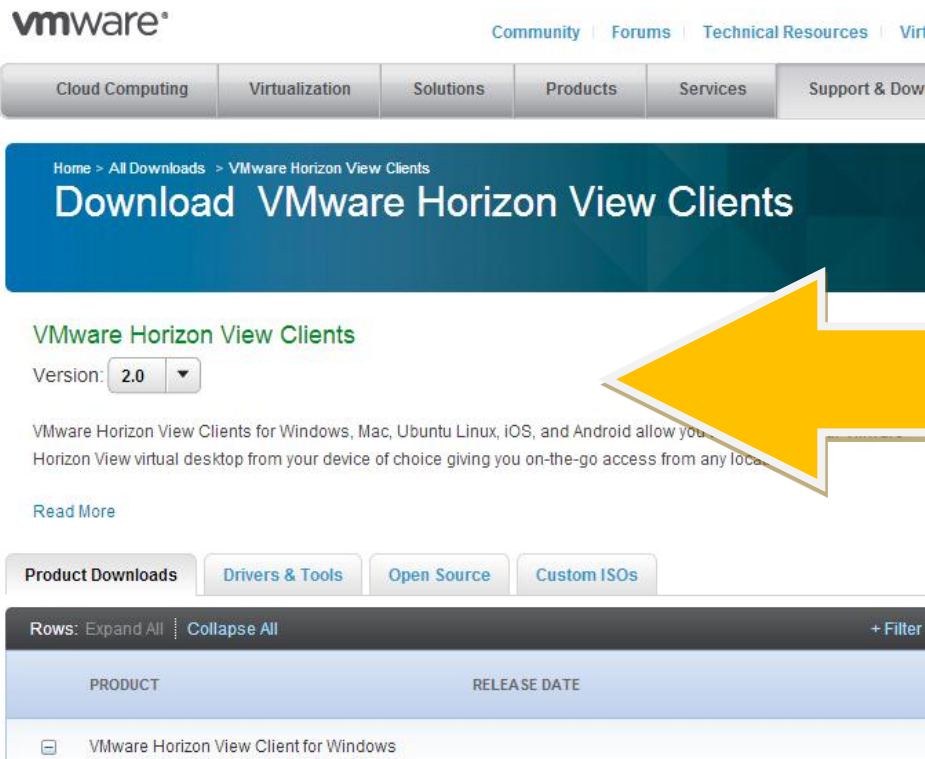 vmware®
Community Forums Technical Resources
Cloud Computing Virtualization Solutions Products Services Support &
Home > All Downloads > VMware Horizon View Clients
Download VMware Horizon View Clients
VMware Horizon View Clients
Version: 2.0
VMware Horizon View Clients for Windows, Mac, Ubuntu Linux, iOS, and Android allow
Horizon View virtual desktop from your device of choice giving you on-the-go access from any
Read More
Product Downloads Drivers & Tools Open Source Custom ISOs
Rows: Expand All Collapse All + Filter
PRODUCT RELEASE DATE
VMware Horizon View Client for Windows